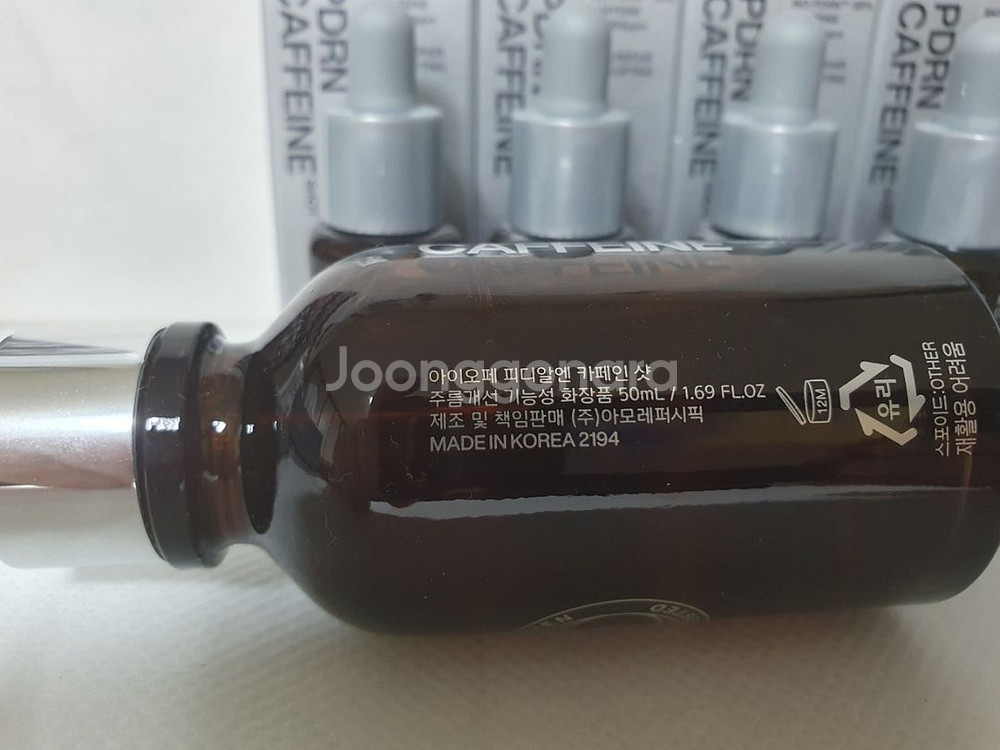 PDRN
CAFFEINE
PDRN
CAFFEINE
PDRN
CAFFEINE
PDRN
CAFFEINE
CAFFEINE
Joonggonara
아이오페 피디알엔 카페인 샷
주름개선 기능성 화장품 50mL / 1.69 FL.OZ
제조 및 책임판매 (주)아모레퍼시픽
MADE IN KOREA 2194
12M
유리
스포이드:OTHER
재활용 어려움